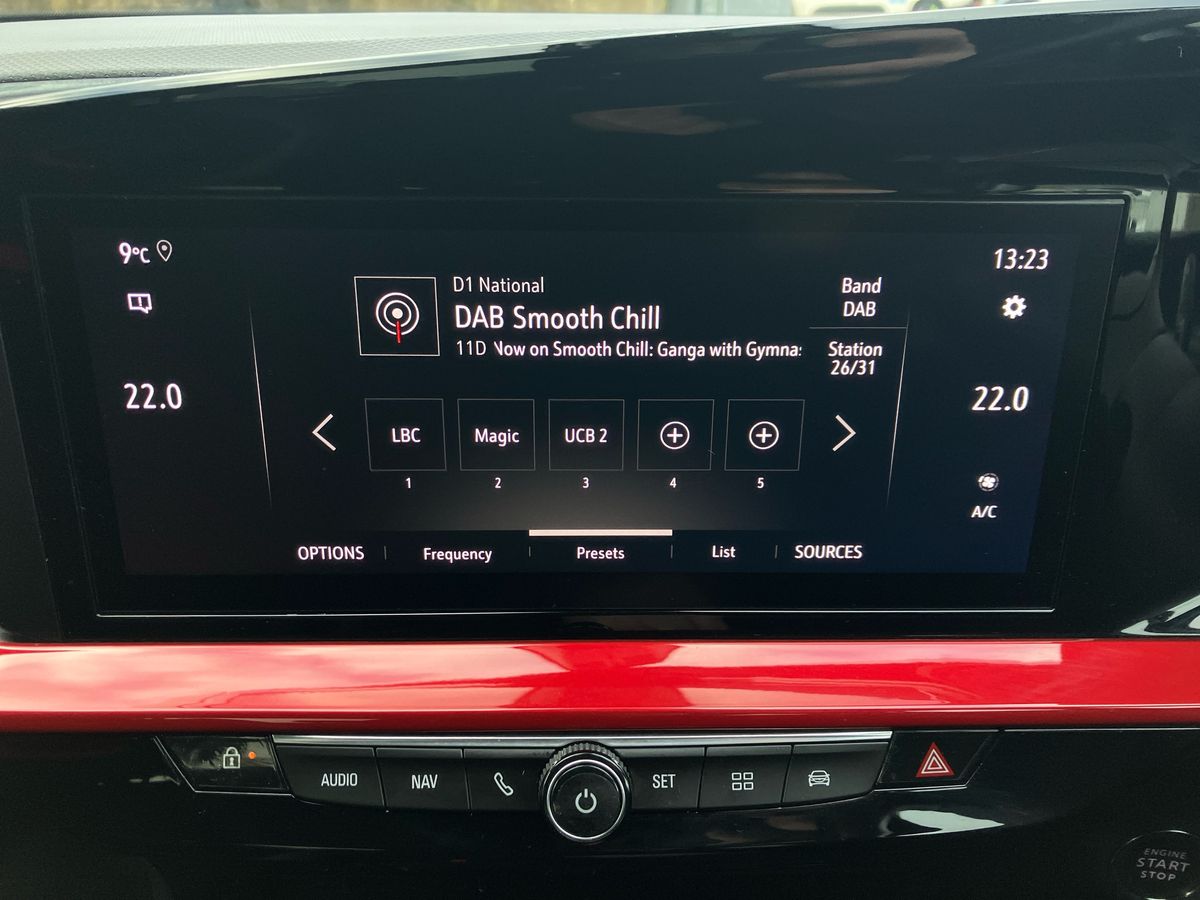 9°C
13:23
D1 National
DAB Smooth Chill
11D Now on Smooth Chill: Ganga with Gymna
Band
DAB
Station
26/31
22.0
22.0
LBC
Magic
UCB 2
1
2
3
4
5
A/C
OPTIONS
Frequency
Presets
List
SOURCES
AUDIO
NAV
SET
ENGINE
START
STOP